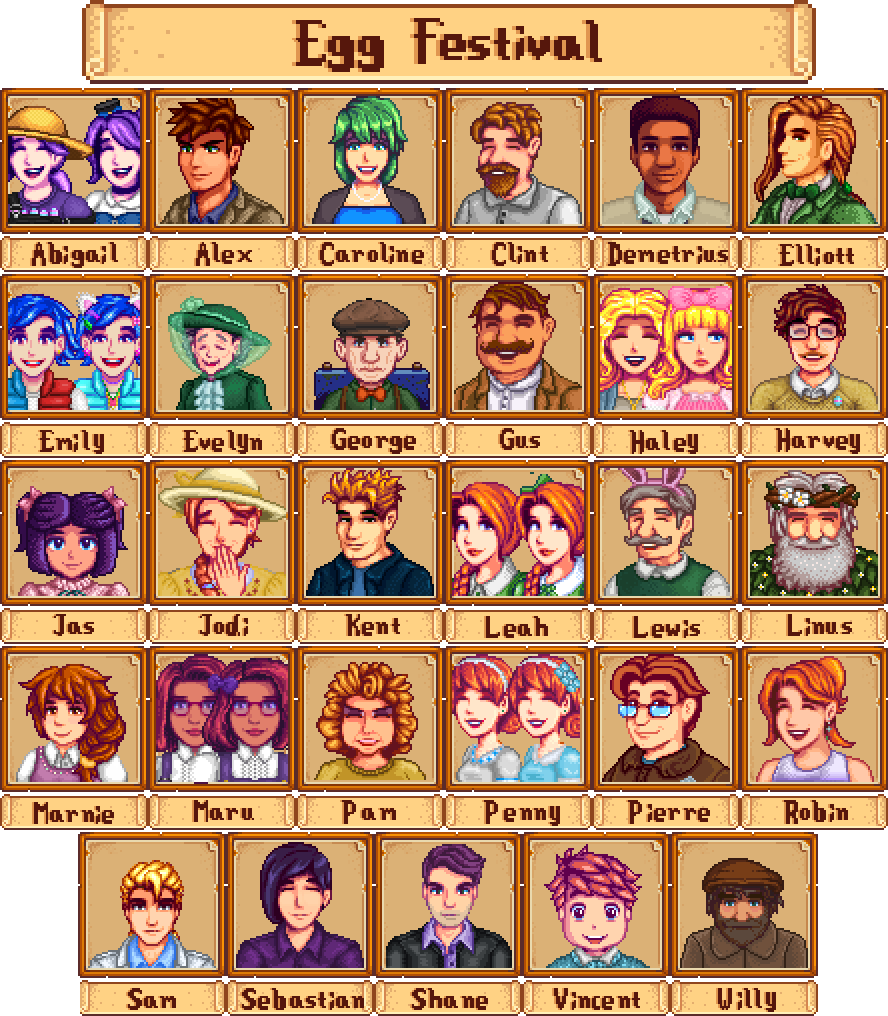 Egg Festival
Abigail Alex Caroline Clint Demetrius Elliott
Emily Evelyn George Gus Haley Harvey
Jas Jodi Kent Leah Lewis Linus
Marnie Maru Pam Penny Pierre Robin
Sam Sebastian Shane Vincent Willy